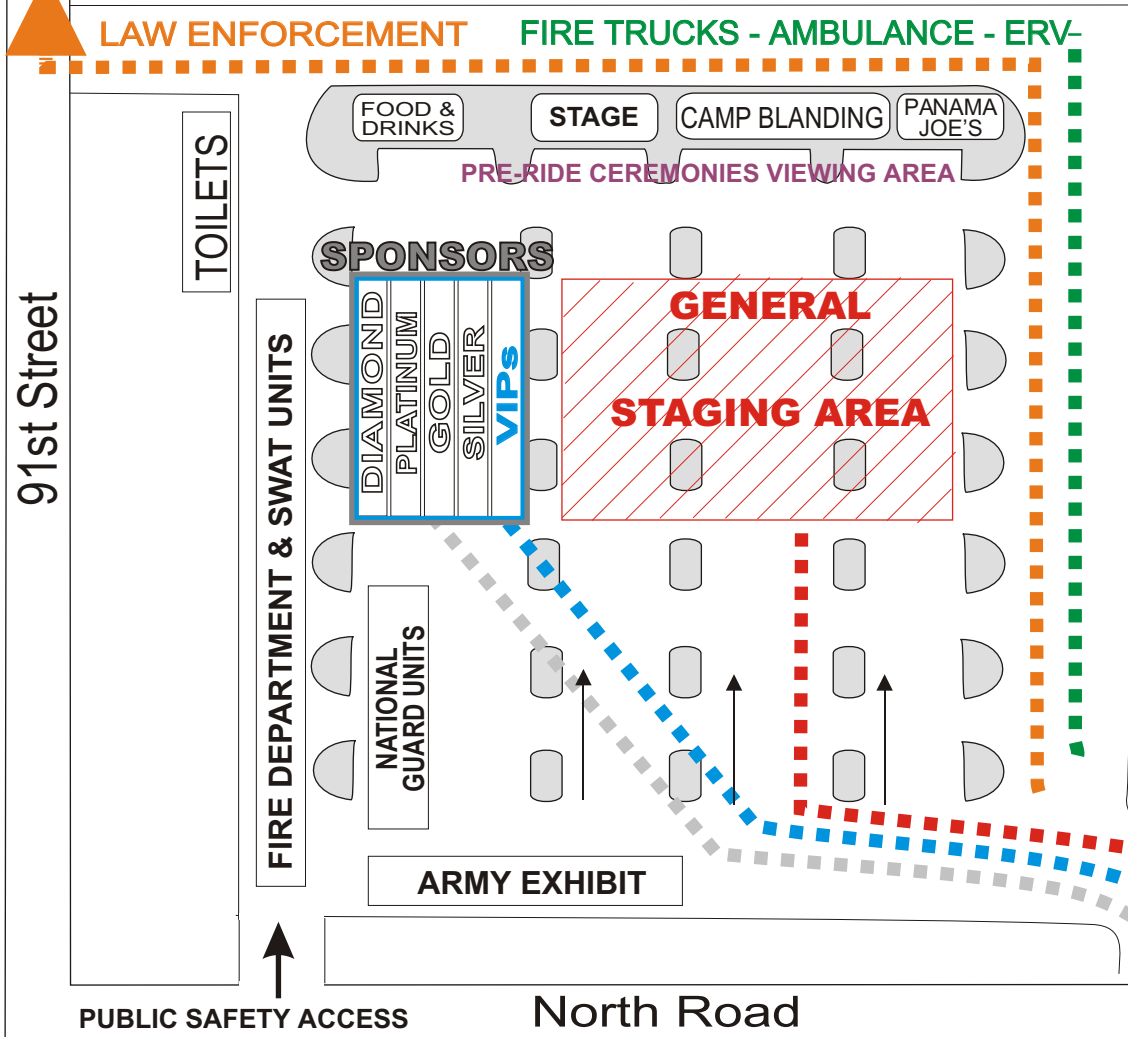 LAW ENFORCEMENT
FIRE TRUCKS - AMBULANCE - ERV
FOOD &
DRINKS
STAGE
CAMP BLANDING
PANAMA
JOE'S
PRE-RIDE CEREMONIES VIEWING AREA
TOILETS
SPONSORS
DIAMOND
PLATINUM
GOLD
SILVER
VIPs
GENERAL
STAGING AREA
91st Street
FIRE DEPARTMENT & SWAT UNITS
NATIONAL
GUARD UNITS
ARMY EXHIBIT
PUBLIC SAFETY ACCESS
North Road